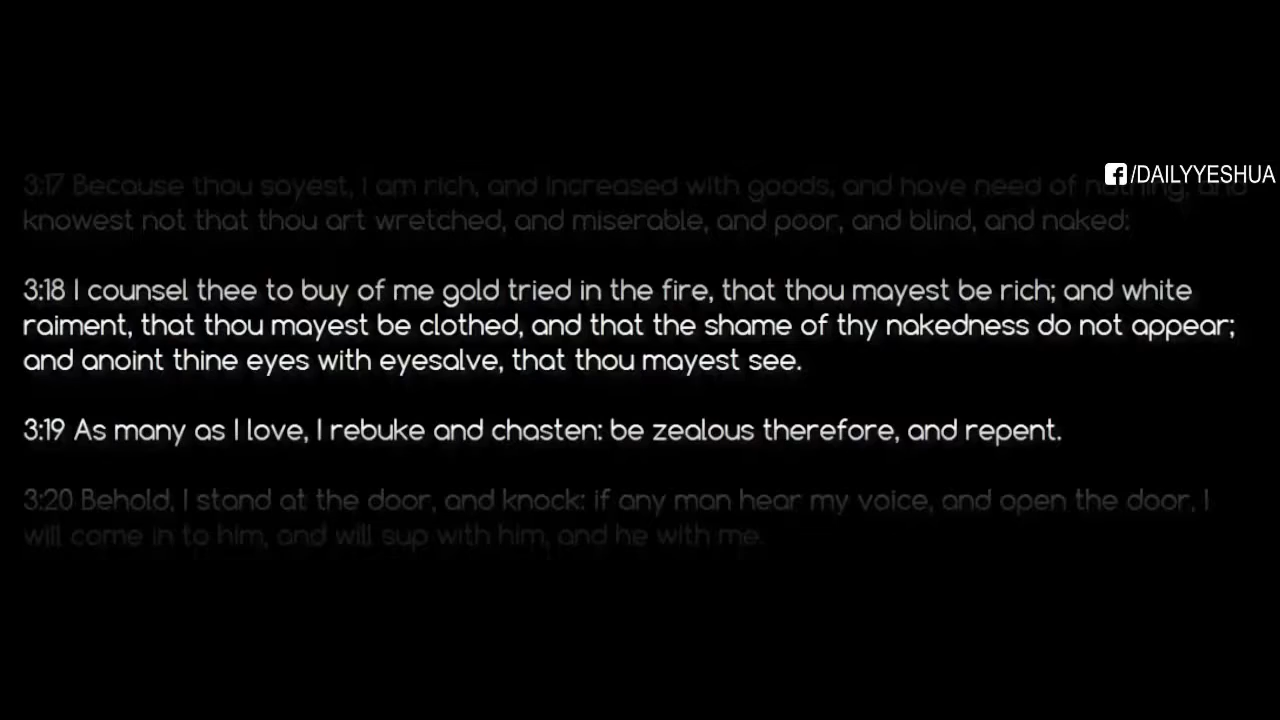 /DAILYYESHUA
3:17 Because thou sayest, I am rich, and increased with goods, and have need of nothing; and
knowest not that thou art wretched, and miserable, and poor, and blind, and naked:
3:18 I counsel thee to buy of me gold tried in the fire, that thou mayest be rich; and white
raiment, that thou mayest be clothed, and that the shame of thy nakedness do not appear;
and anoint thine eyes with eyesalve, that thou mayest see.
3:19 As many as I love, I rebuke and chasten: be zealous therefore, and repent.
3:20 Behold, I stand at the door, and knock: if any man hear my voice, and open the door, I
will come in to him, and will sup with him, and he with me.